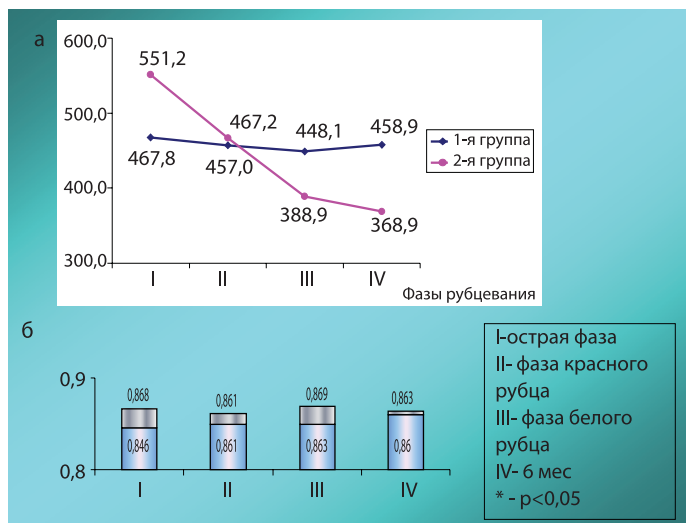 а
600,0
551,2
500,0
467,2
448,1
458,9
467,8
457,0
400,0
388,9
368,9
300,0
I II III IV
Фазы рубцевания
1-я группа
2-я группа
б
0,9
0,868 0,861 0,869 0,863
0,846 0,861 0,863 0,86
0,8
I II III IV
I-острая фаза
II- фаза красного
рубца
III- фаза белого
рубца
IV- 6 мес
* - p<0,05